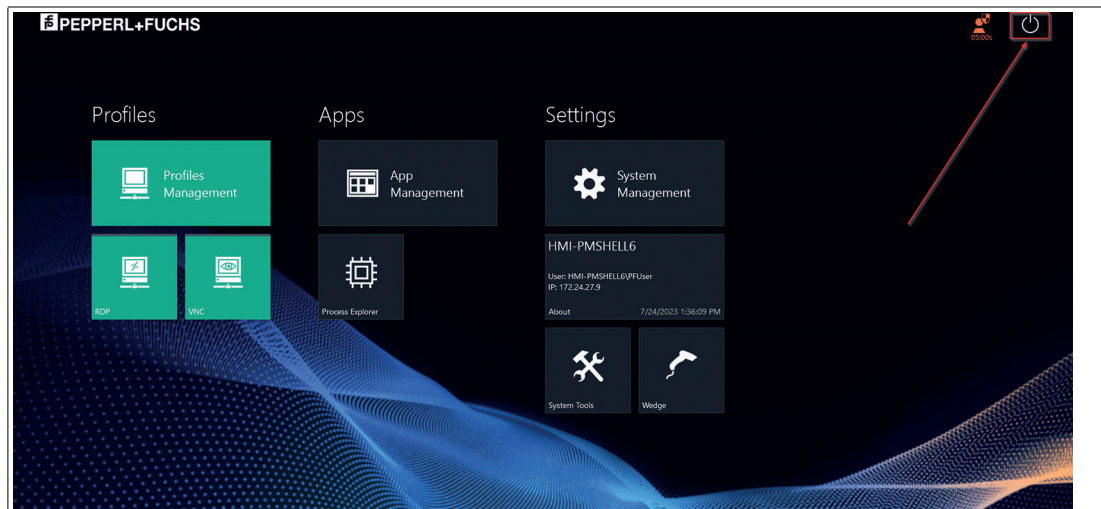 PEPPERL+FUCHS
05:00s
Profiles
Apps
Settings
Profiles
Management
App
Management
System
Management
RDP
VNC
Process Explorer
HMI-PMSHELL6
User: HMI-PMSHELL6\PFUser
IP: 172.24.27.9
About
7/24/2023 1:36:09 PM
System Tools
Wedge